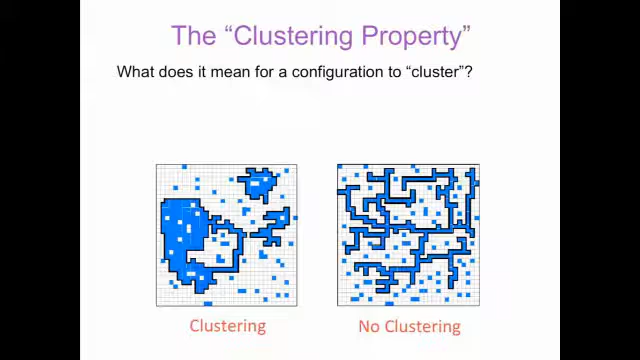 The “Clustering Property”
What does it mean for a configuration to “cluster”?
Clustering
No Clustering